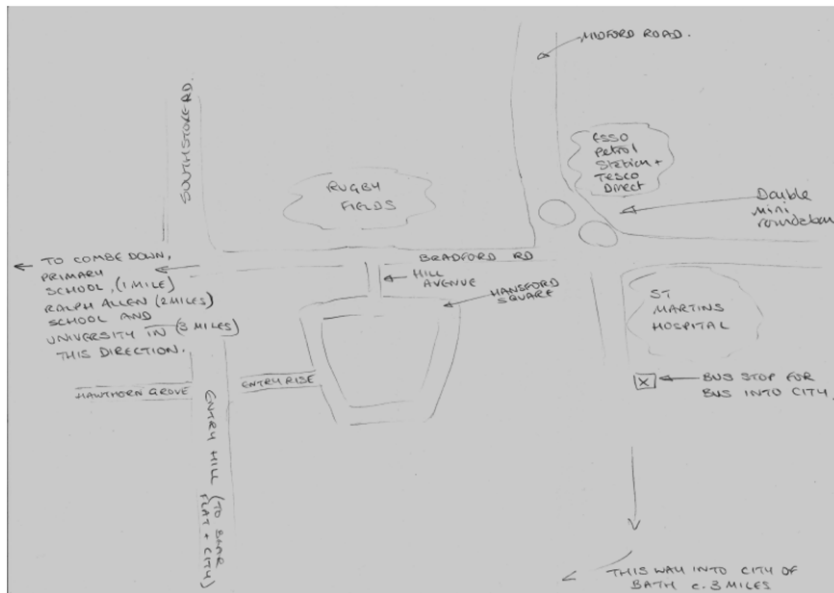 MIDFORD ROAD.
SOUTHSTOKE RD.
ESSO
PETROL
STATION +
TESCO
DIRECT
RUGBY
FIELDS
Double
mini
roundabou
BRADFORD RD
TO COMBE DOWN,
PRIMARY
SCHOOL, (1 MILE)
RALPH ALLEN (2 MILES)
SCHOOL AND
UNIVERSITY IN (3 MILES)
THIS DIRECTION.
HILL
AVENUE
HANSFORD
SQUARE
ST
MARTINS
HOSPITAL
HAWTHORN GROVE
ENTRY RISE
X
BUS STOP FOR
BUS INTO CITY
ENTRY HILL (TO
FLAT + CITY)
THIS WAY INTO CITY OF
BATH c. 3 MILES